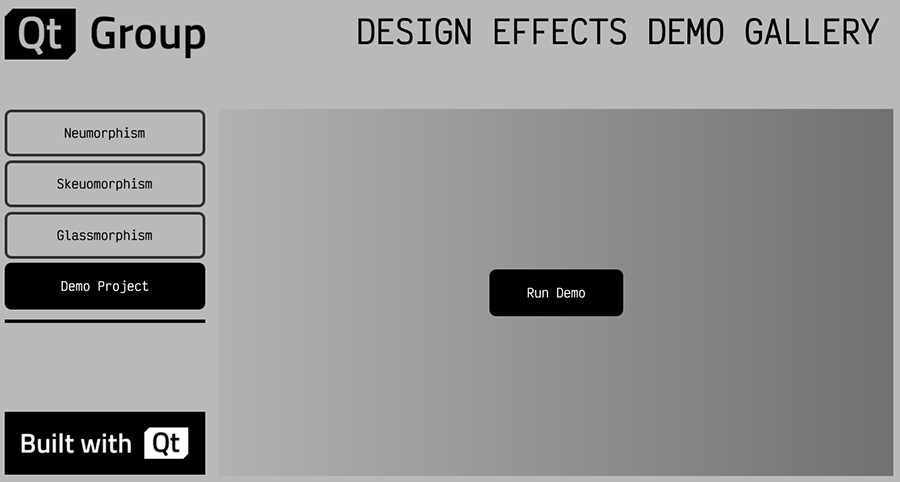 Qt Group
DESIGN EFFECTS DEMO GALLERY
Neumorphism
Skeuomorphism
Glassmorphism
Demo Project
Run Demo
Built with Qt